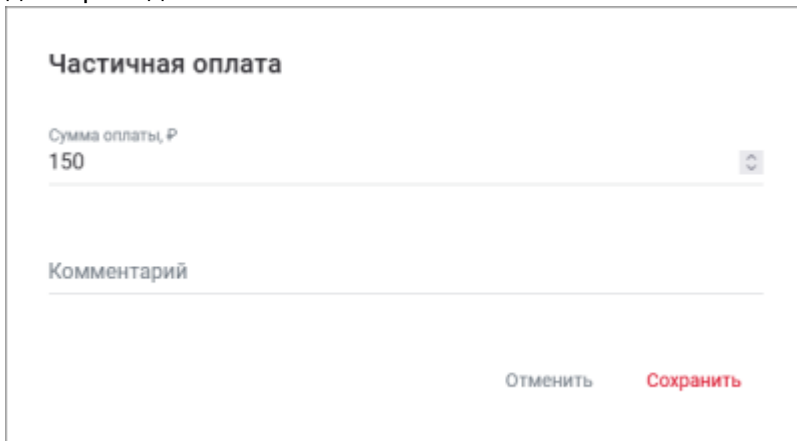 Частичная оплата
Сумма оплаты, ₽
150
Комментарий
Отменить Сохранить